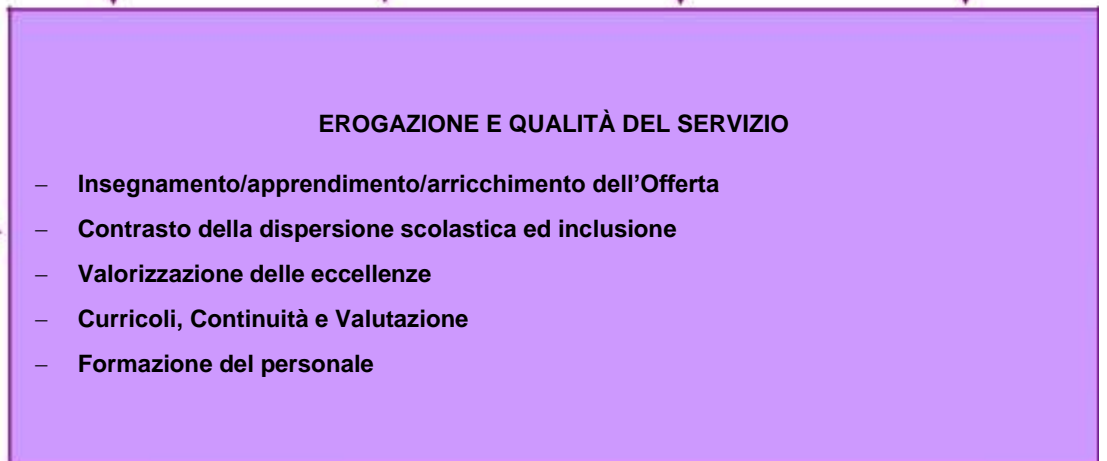 EROGAZIONE E QUALITÀ DEL SERVIZIO
– Insegnamento/apprendimento/arricchimento dell’Offerta
– Contrasto della dispersione scolastica ed inclusione
– Valorizzazione delle eccellenze
– Curricoli, Continuità e Valutazione
– Formazione del personale